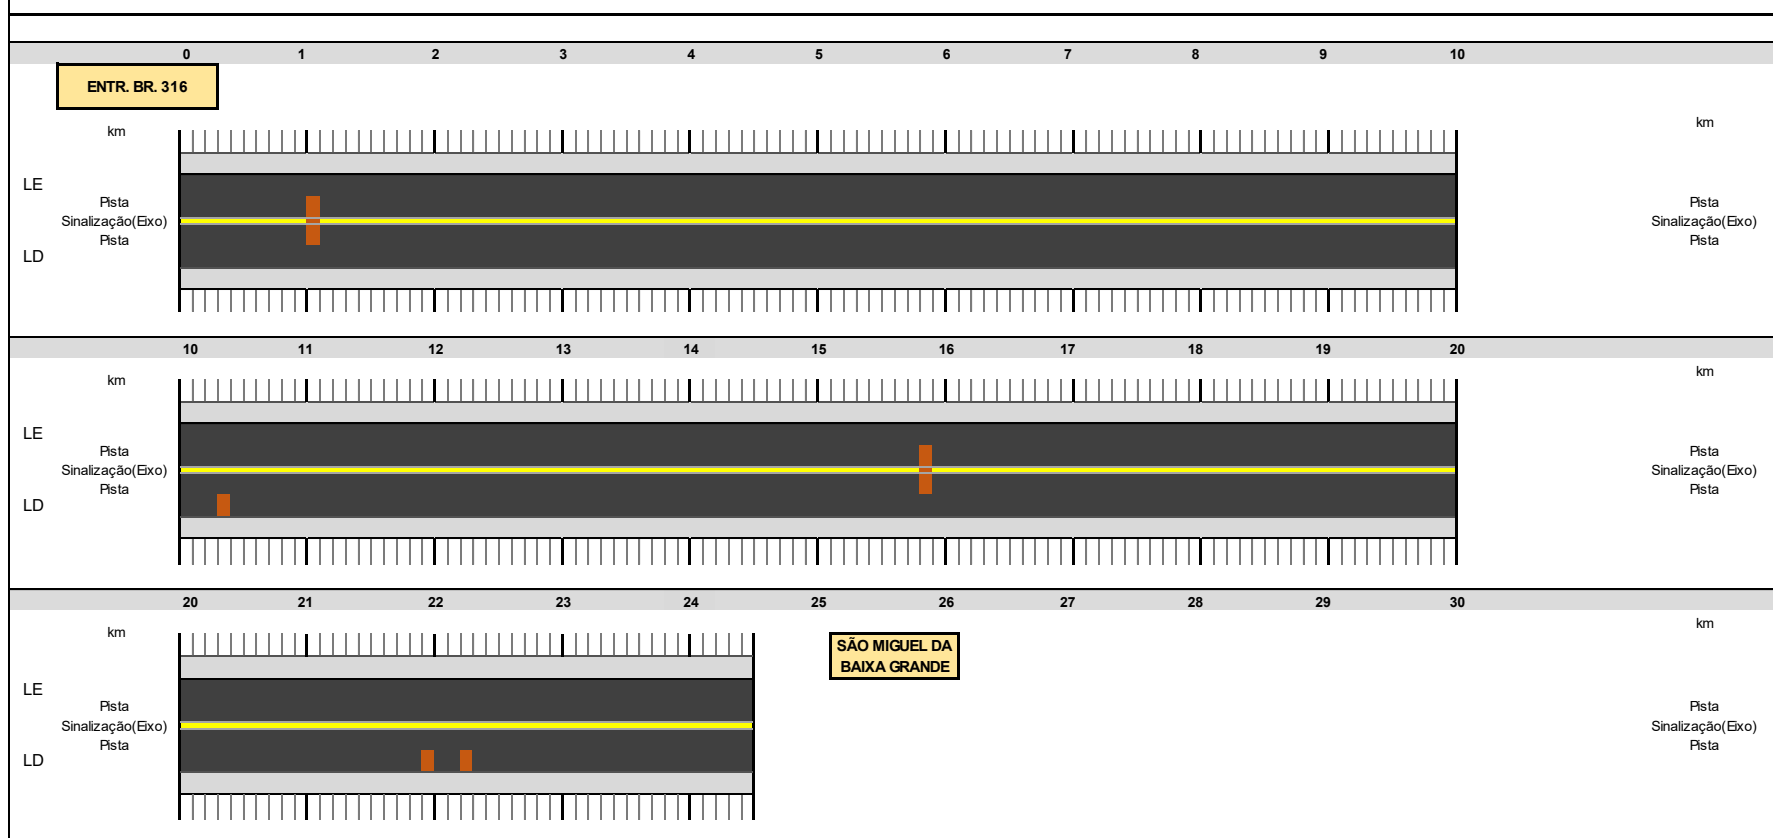 0 1 2 3 4 5 6 7 8 9 10
ENTR. BR. 316
km km
LE
Pista Pista
Sinalização(Eixo) Sinalização(Eixo)
Pista Pista
LD
10 11 12 13 14 15 16 17 18 19 20
km km
LE
Pista Pista
Sinalização(Eixo) Sinalização(Eixo)
Pista Pista
LD
20 21 22 23 24 25 26 27 28 29 30
km km
SÃO MIGUEL DA
BAIXA GRANDE
LE
Pista Pista
Sinalização(Eixo) Sinalização(Eixo)
Pista Pista
LD